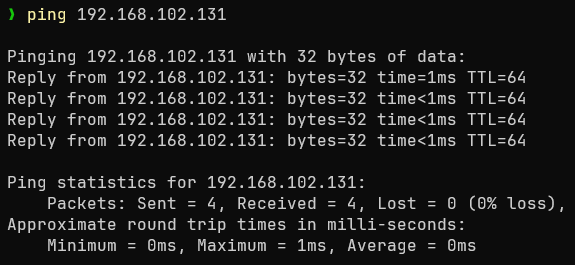 ❯ ping 192.168.102.131
Pinging 192.168.102.131 with 32 bytes of data:
Reply from 192.168.102.131: bytes=32 time=1ms TTL=64
Reply from 192.168.102.131: bytes=32 time<1ms TTL=64
Reply from 192.168.102.131: bytes=32 time<1ms TTL=64
Reply from 192.168.102.131: bytes=32 time<1ms TTL=64
Ping statistics for 192.168.102.131:
    Packets: Sent = 4, Received = 4, Lost = 0 (0% loss),
Approximate round trip times in milli-seconds:
    Minimum = 0ms, Maximum = 1ms, Average = 0ms